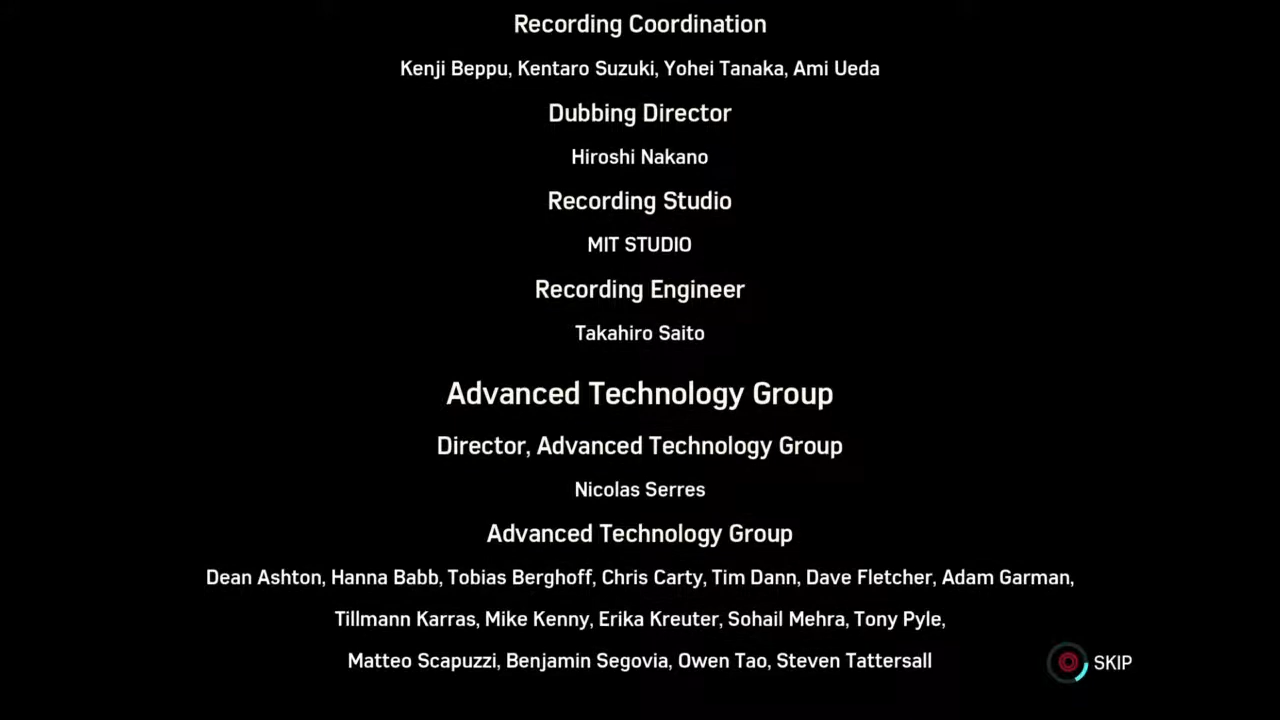 Recording Coordination
Kenji Beppu, Kentaro Suzuki, Yohei Tanaka, Ami Ueda
Dubbing Director
Hiroshi Nakano
Recording Studio
MIT STUDIO
Recording Engineer
Takahiro Saito
Advanced Technology Group
Director, Advanced Technology Group
Nicolas Serres
Advanced Technology Group
Dean Ashton, Hanna Babb, Tobias Berghoff, Chris Carty, Tim Dann, Dave Fletcher, Adam Garman,
Tillmann Karras, Mike Kenny, Erika Kreuter, Sohail Mehra, Tony Pyle,
Matteo Scapuzzi, Benjamin Segovia, Owen Tao, Steven Tattersall
SKIP